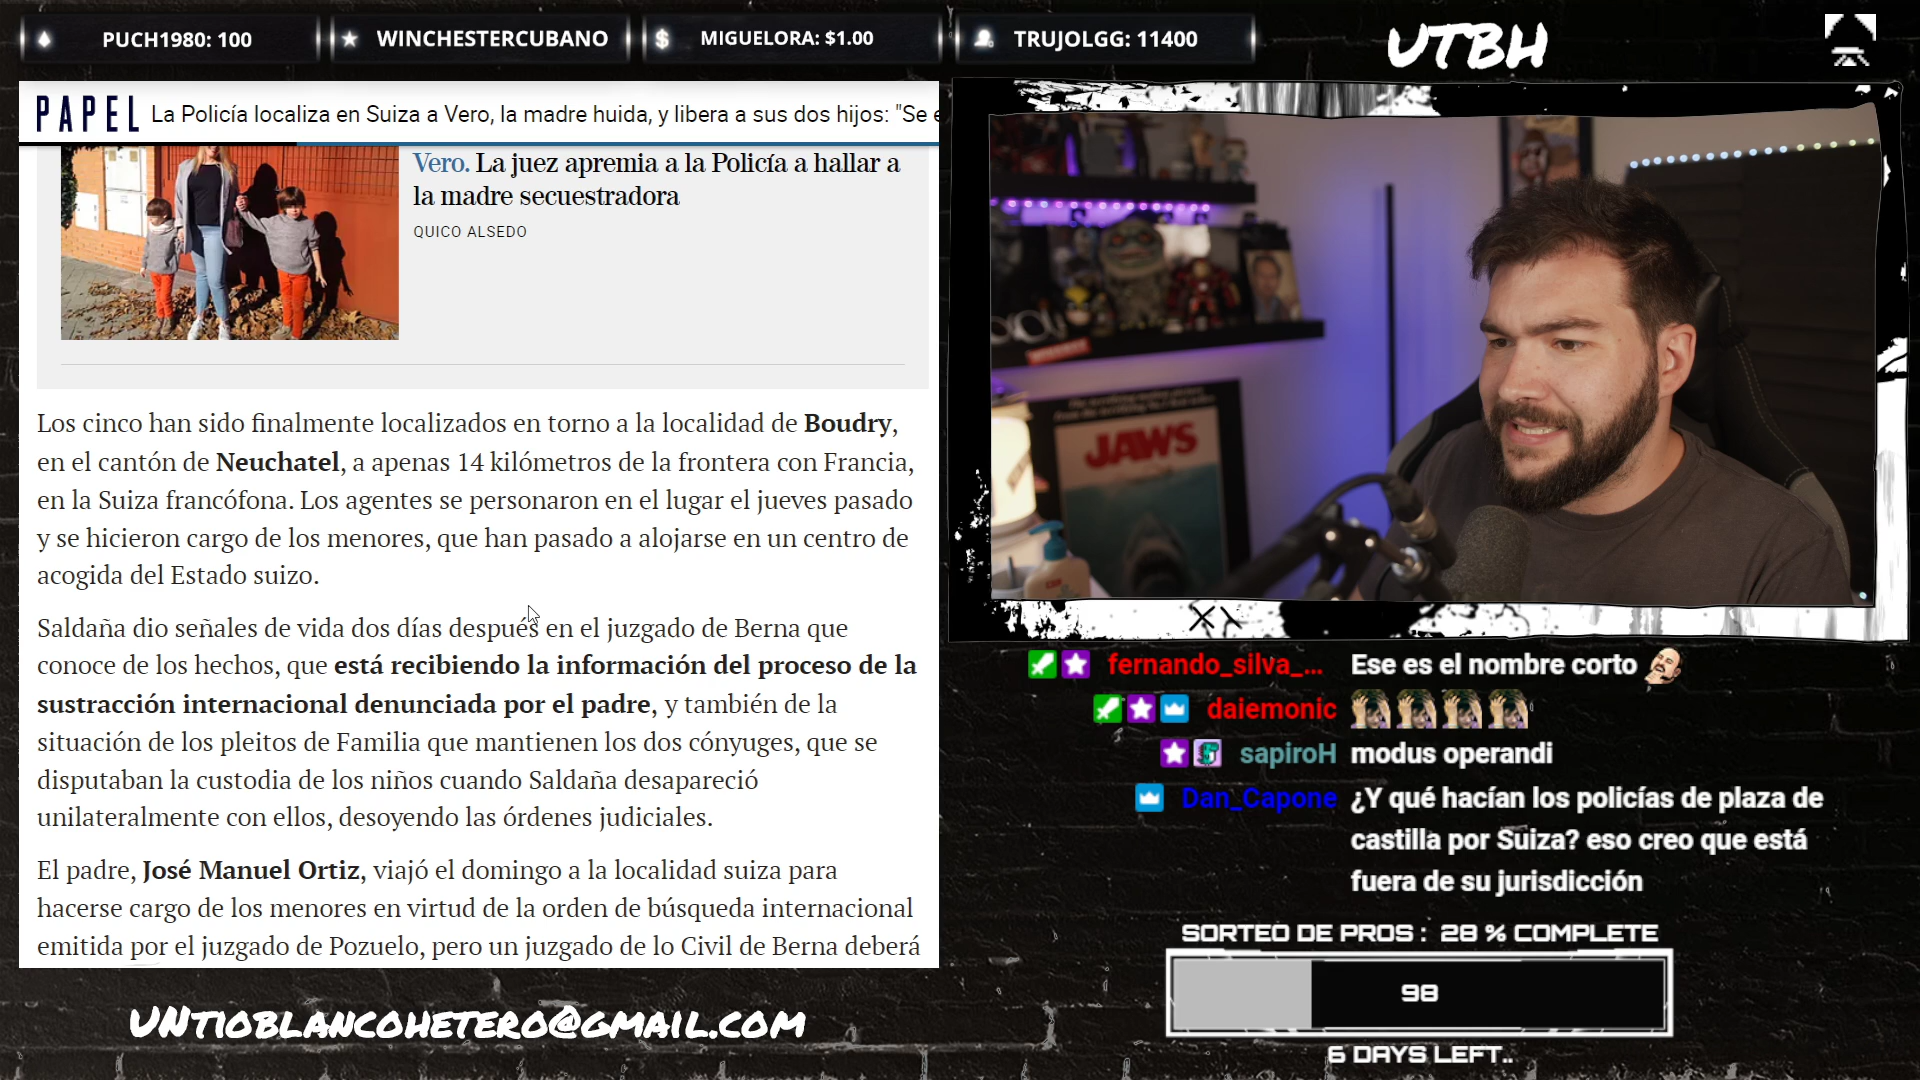 PUCH1980: 100
WINCHESTERCUBANO
MIGUELORA: $1.00
TRUJOLGG: 11400
UTBH
PAPEL La Policía localiza en Suiza a Vero, la madre huida, y libera a sus dos hijos: "Se
Vero. La juez apremia a la Policía a hallar a
la madre secuestradora
QUICO ALSEDO
Los cinco han sido finalmente localizados en torno a la localidad de Boudry,
en el cantón de Neuchatel, a apenas 14 kilómetros de la frontera con Francia,
en la Suiza francófona. Los agentes se personaron en el lugar el jueves pasado
y se hicieron cargo de los menores, que han pasado a alojarse en un centro de
acogida del Estado suizo.
Saldaña dio señales de vida dos días después en el juzgado de Berna que
conoce de los hechos, que está recibiendo la información del proceso de la
sustracción internacional denunciada por el padre, y también de la
situación de los pleitos de Familia que mantienen los dos cónyuges, que se
disputaban la custodia de los niños cuando Saldaña desapareció
unilateralmente con ellos, desoyendo las órdenes judiciales.
El padre, José Manuel Ortiz, viajó el domingo a la localidad suiza para
hacerse cargo de los menores en virtud de la orden de búsqueda internacional
emitida por el juzgado de Pozuelo, pero un juzgado de lo Civil de Berna deberá
UNTIOBLANCOHETERO@GMAIL.COM
JAWS
fernando_silva_... Ese es el nombre corto
daiemonic
sapiroH modus operandi
Dan_Capone ¿Y qué hacían los policías de plaza de
castilla por Suiza? eso creo que está
fuera de su jurisdicción
SORTEO DE PROS : 28 % COMPLETE
98
6 DAYS LEFT..